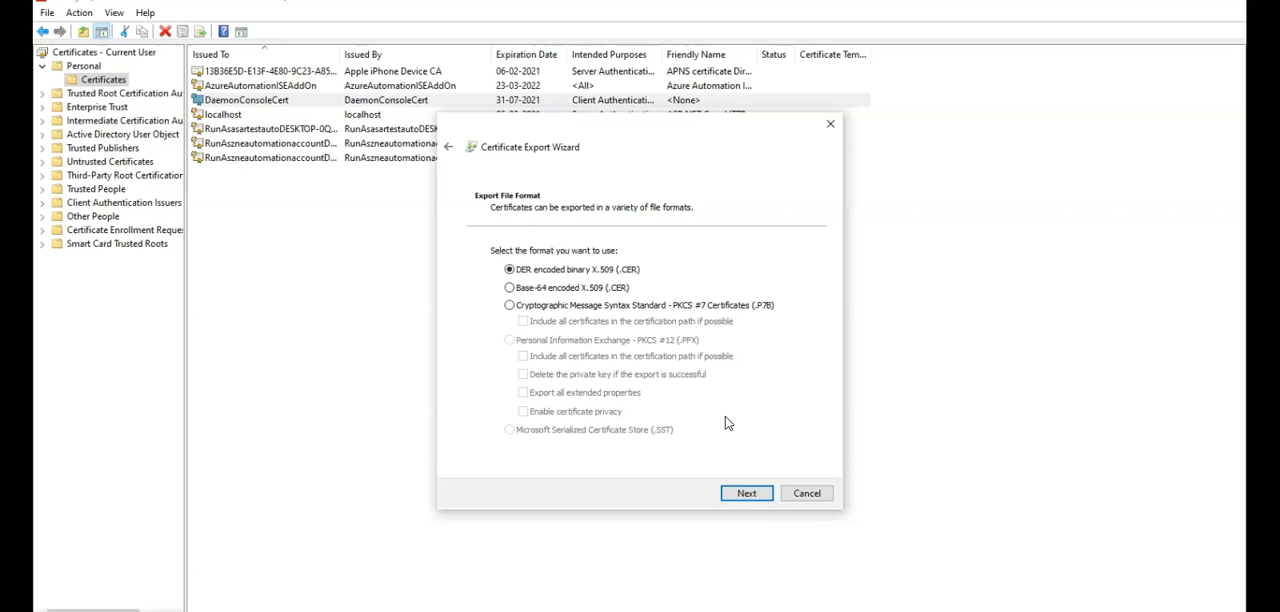 File Action View Help
Certificates - Current User
Personal
Certificates
Trusted Root Certification Au
Enterprise Trust
Intermediate Certification Au
Active Directory User Object
Trusted Publishers
Untrusted Certificates
Third-Party Root Certification
Trusted People
Client Authentication Issuers
Other People
Certificate Enrollment Reque
Smart Card Trusted Roots
Issued To Issued By Expiration Date Intended Purposes Friendly Name Status Certificate Tem...
13B36E5D-E13F-4E80-9C23-A85... Apple iPhone Device CA 06-02-2021 Server Authenticati... APNS certificate Dir...
AzureAutomationISEAddOn AzureAutomationISEAddOn 23-03-2022 <All> Azure Automation I...
DaemonConsoleCert DaemonConsoleCert 31-07-2021 Client Authenticati... <None>
localhost localhost
RunAsasartestautoDESKTOP-0Q... RunAsasartestautoDESK
RunAszneautomationaccountD... RunAszneautomationac
RunAszneautomationaccountD... RunAszneautomationac
Certificate Export Wizard
Export File Format
Certificates can be exported in a variety of file formats.
Select the format you want to use:
DER encoded binary X.509 (.CER)
Base-64 encoded X.509 (.CER)
Cryptographic Message Syntax Standard - PKCS #7 Certificates (.P7B)
Include all certificates in the certification path if possible
Personal Information Exchange - PKCS #12 (.PFX)
Include all certificates in the certification path if possible
Delete the private key if the export is successful
Export all extended properties
Enable certificate privacy
Microsoft Serialized Certificate Store (.SST)
Next Cancel